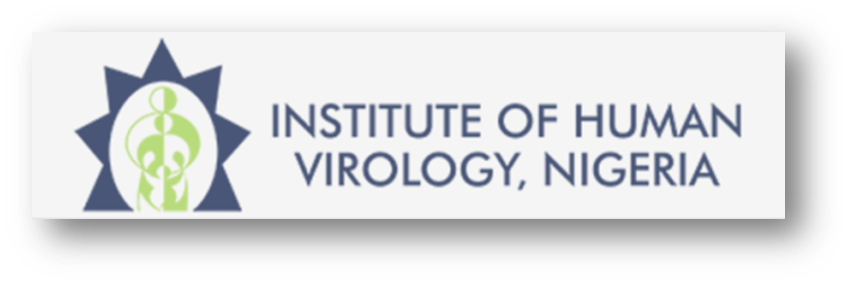 INSTITUTE OF HUMAN
VIROLOGY, NIGERIA